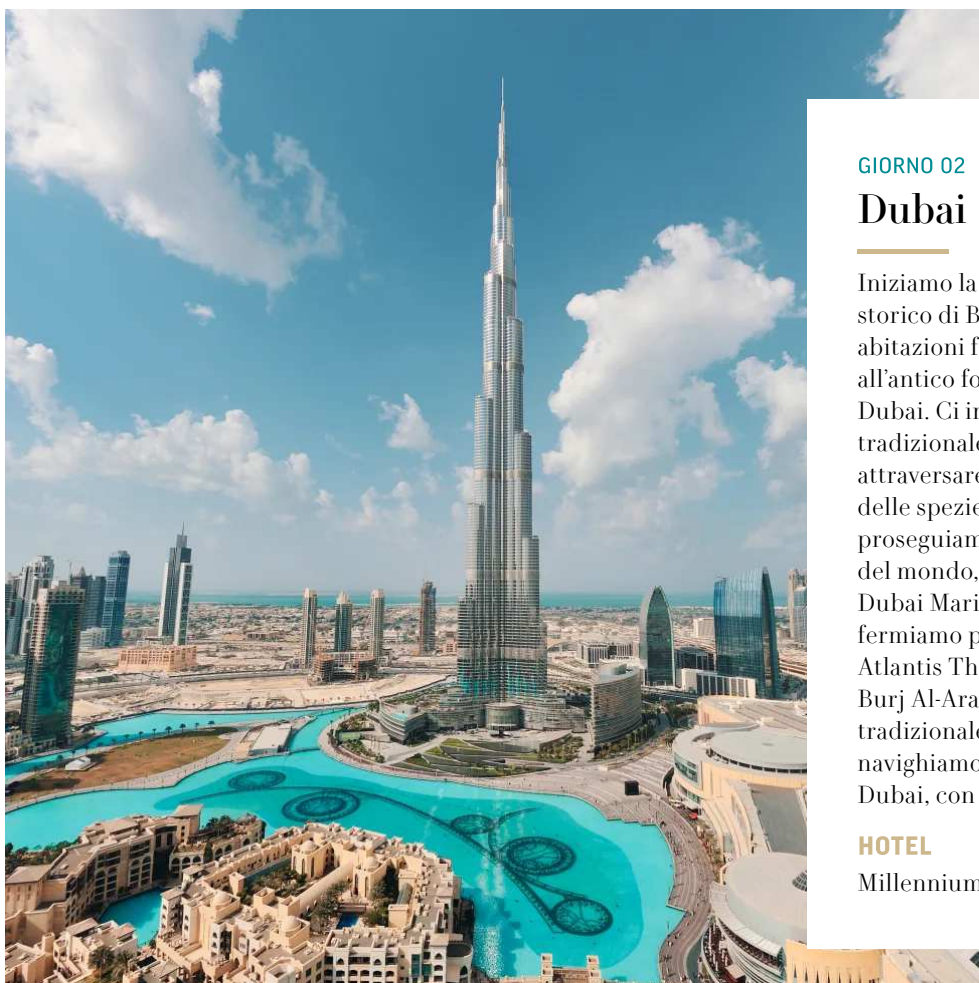 GIORNO 02
Dubai
Iniziamo la
storico di B
abitazioni f
all’antico fo
Dubai. Ci in
tradizionale
attraversare
delle spezie
proseguiam
del mondo,
Dubai Mari
fermiamo p
Atlantis Th
Burj Al-Ara
tradizionale
navighiamo
Dubai, con
HOTEL
Millennium